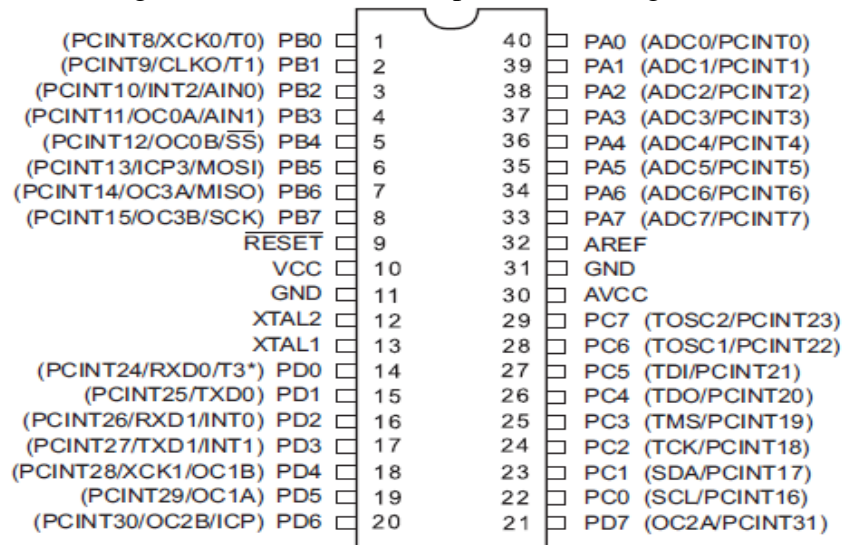 (PCINT8/XCK0/T0) PB0 1 40 PA0 (ADC0/PCINT0)
(PCINT9/CLKO/T1) PB1 2 39 PA1 (ADC1/PCINT1)
(PCINT10/INT2/AIN0) PB2 3 38 PA2 (ADC2/PCINT2)
(PCINT11/OC0A/AIN1) PB3 4 37 PA3 (ADC3/PCINT3)
(PCINT12/OC0B/SS) PB4 5 36 PA4 (ADC4/PCINT4)
(PCINT13/ICP3/MOSI) PB5 6 35 PA5 (ADC5/PCINT5)
(PCINT14/OC3A/MISO) PB6 7 34 PA6 (ADC6/PCINT6)
(PCINT15/OC3B/SCK) PB7 8 33 PA7 (ADC7/PCINT7)
RESET 9 32 AREF
VCC 10 31 GND
GND 11 30 AVCC
XTAL2 12 29 PC7 (TOSC2/PCINT23)
XTAL1 13 28 PC6 (TOSC1/PCINT22)
(PCINT24/RXD0/T3*) PD0 14 27 PC5 (TDI/PCINT21)
(PCINT25/TXD0) PD1 15 26 PC4 (TDO/PCINT20)
(PCINT26/RXD1/INT0) PD2 16 25 PC3 (TMS/PCINT19)
(PCINT27/TXD1/INT1) PD3 17 24 PC2 (TCK/PCINT18)
(PCINT28/XCK1/OC1B) PD4 18 23 PC1 (SDA/PCINT17)
(PCINT29/OC1A) PD5 19 22 PC0 (SCL/PCINT16)
(PCINT30/OC2B/ICP) PD6 20 21 PD7 (OC2A/PCINT31)